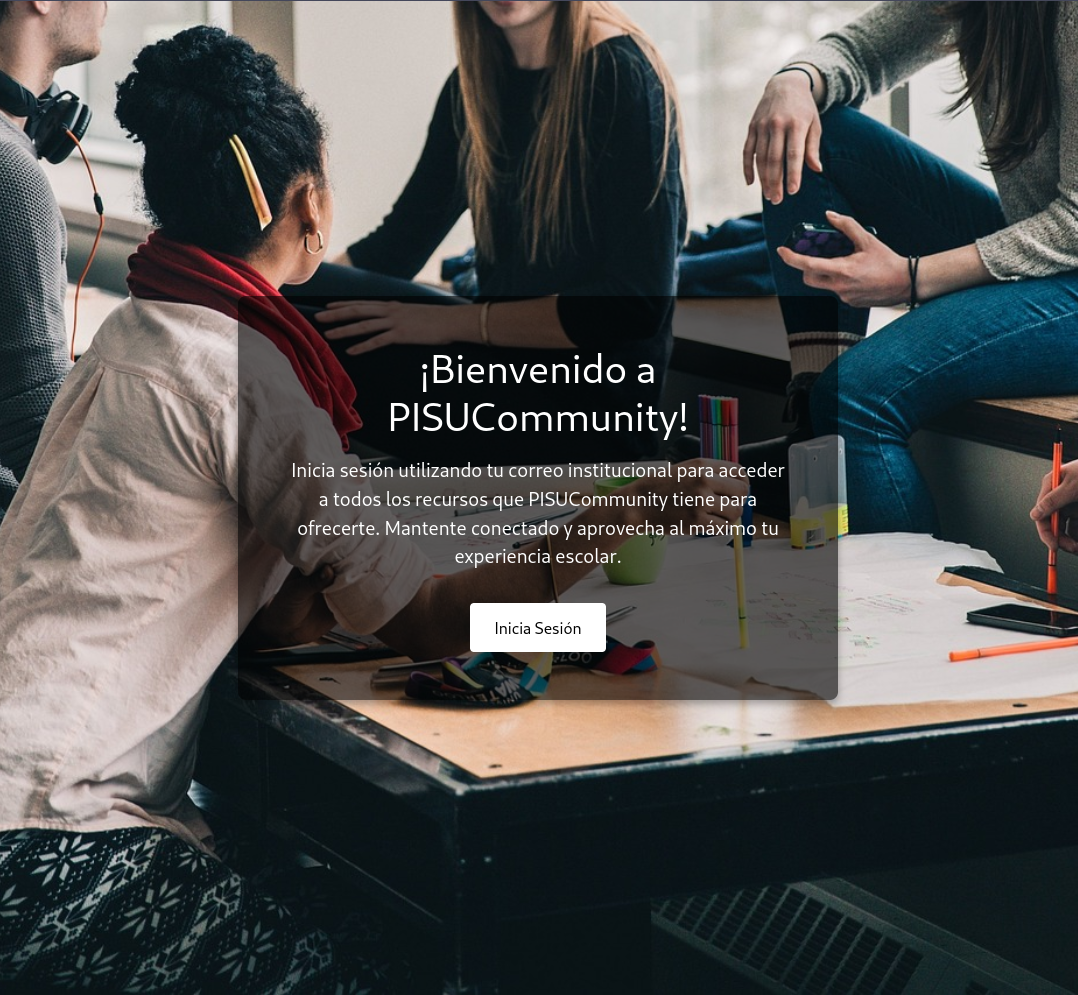 ¡Bienvenido a
PISUCommunity!
Inicia sesión utilizando tu correo institucional para acceder
a todos los recursos que PISUCommunity tiene para
ofrecerte. Mantente conectado y aprovecha al máximo tu
experiencia escolar.
Inicia Sesión